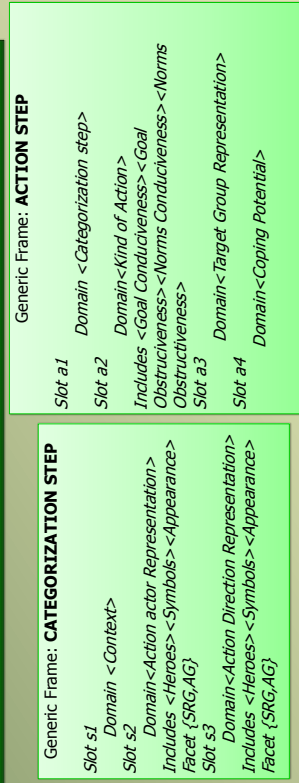 Generic Frame: CATEGORIZATION STEP
Slot s1
Domain <Context>
Slot s2
Domain<Action actor Representation>
Includes <Heroes><Symbols><Appearance>
Facet {SRG,AG}
Slot s3
Domain<Action Direction Representation>
Includes <Heroes><Symbols><Appearance>
Facet {SRG,AG}
Generic Frame: ACTION STEP
Slot a1
Domain <Categorization step>
Slot a2
Domain<Kind of Action>
Includes <Goal Conduciveness><Goal
Obstruciveness><Norms Conduciveness><Norms
Obstructiveness>
Slot a3
Domain<Target Group Representation>
Slot a4
Domain<Coping Potential>